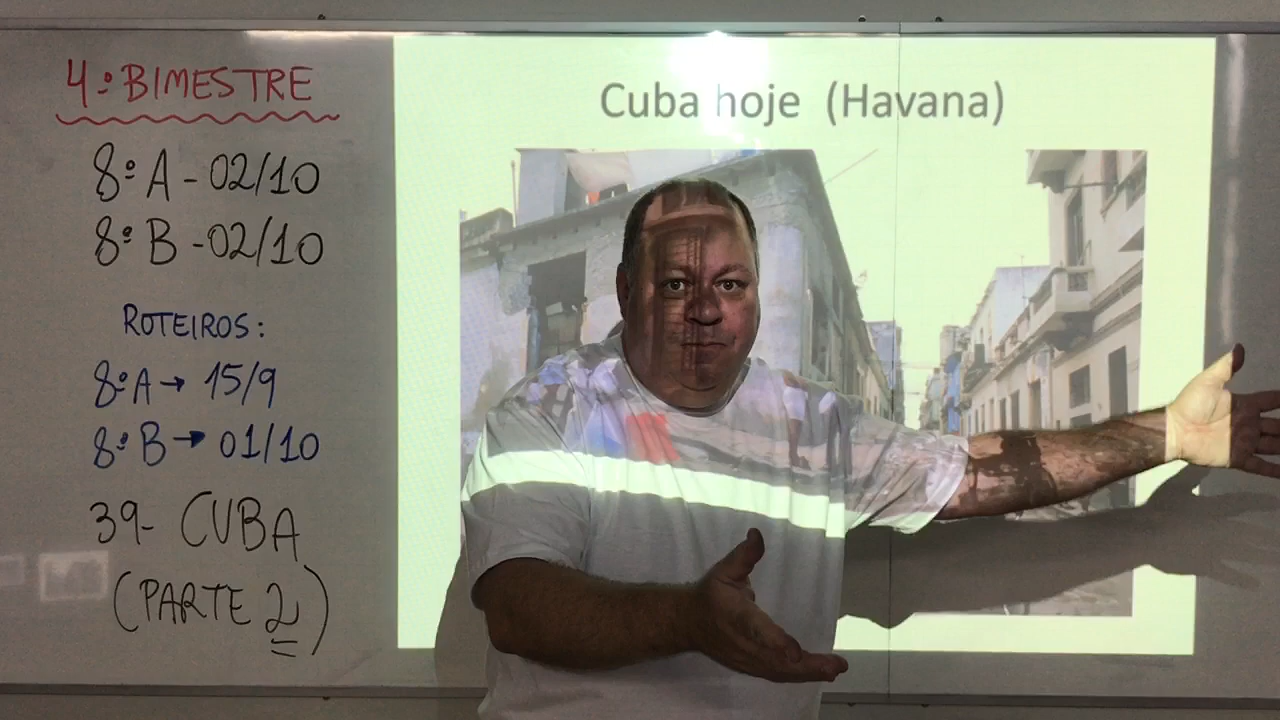 4º BIMESTRE
8º A - 02/10
8º B - 02/10
ROTEIROS:
8º A → 15/9
8º B → 01/10
39- CUBA
(PARTE 2)
Cuba hoje (Havana)